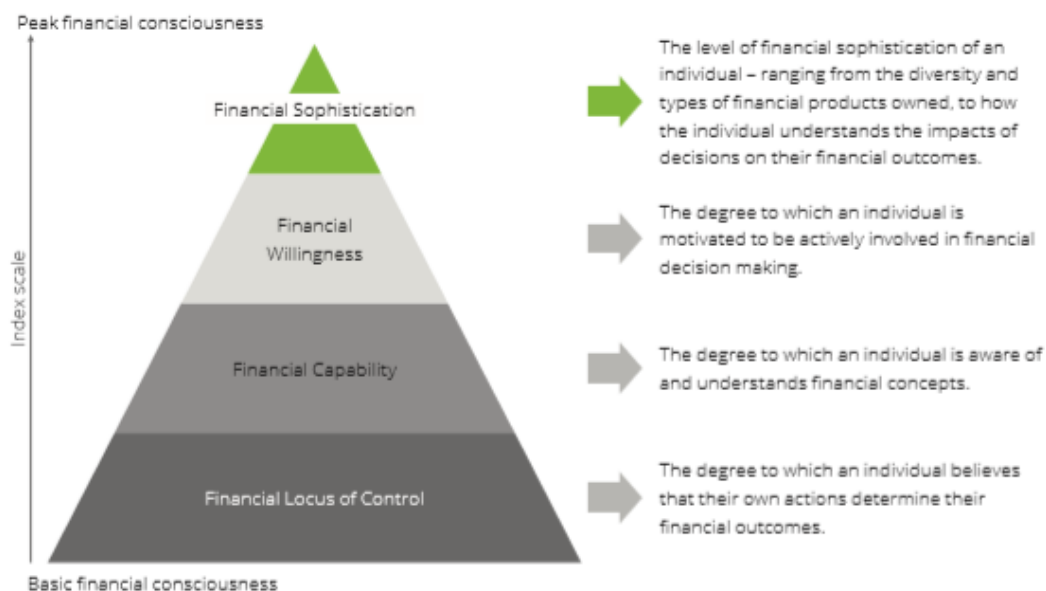 Peak financial consciousness
Financial Sophistication
The level of financial sophistication of an
individual – ranging from the diversity and
types of financial products owned, to how
the individual understands the impacts of
decisions on their financial outcomes.
Financial
Willingness
The degree to which an individual is
motivated to be actively involved in financial
decision making.
Index scale
Financial Capability
The degree to which an individual is aware of
and understands financial concepts.
Financial Locus of Control
The degree to which an individual believes
that their own actions determine their
financial outcomes.
Basic financial consciousness